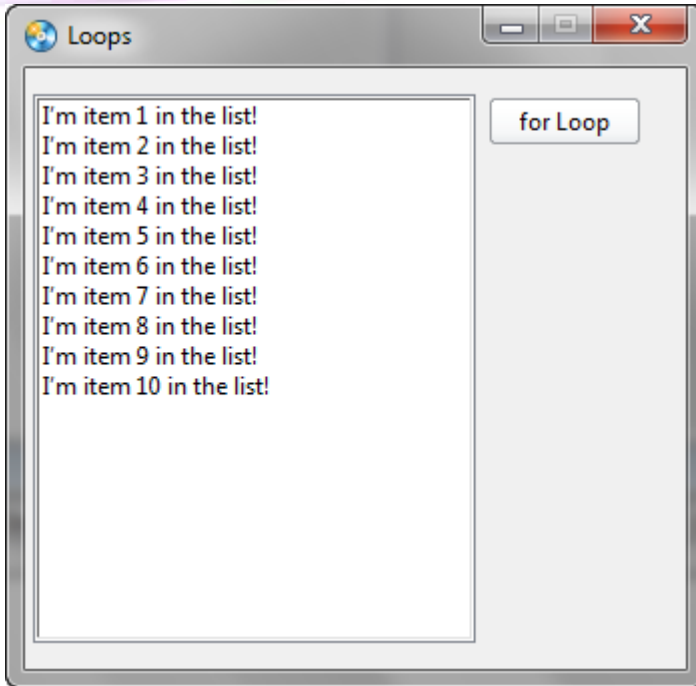 Loops
I'm item 1 in the list!
I'm item 2 in the list!
I'm item 3 in the list!
I'm item 4 in the list!
I'm item 5 in the list!
I'm item 6 in the list!
I'm item 7 in the list!
I'm item 8 in the list!
I'm item 9 in the list!
I'm item 10 in the list!
for Loop